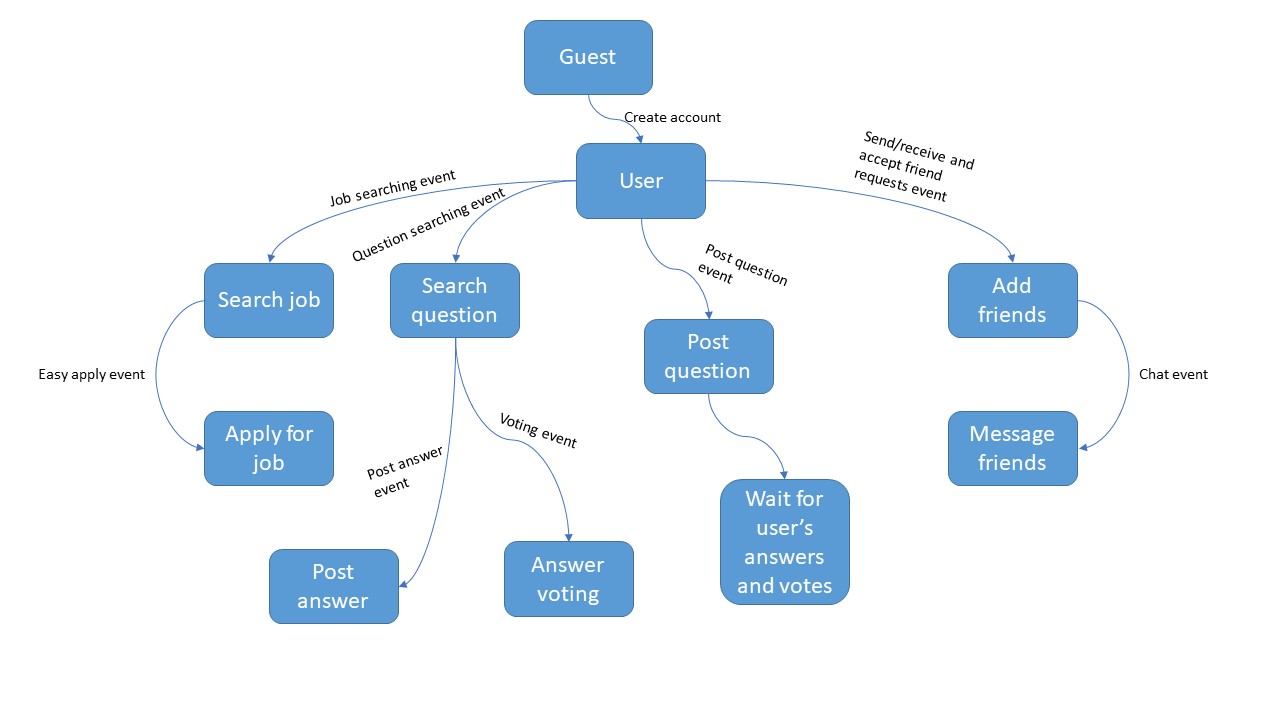 Guest
Create account
User
Send/receive and
accept friend
requests event
Job searching event
Question searching event
Post question
event
Search job
Search
question
Add
friends
Post
question
Easy apply event
Chat event
Apply for
job
Voting event
Message
friends
Post answer
event
Wait for
user’s
answers
and votes
Post
answer
Answer
voting